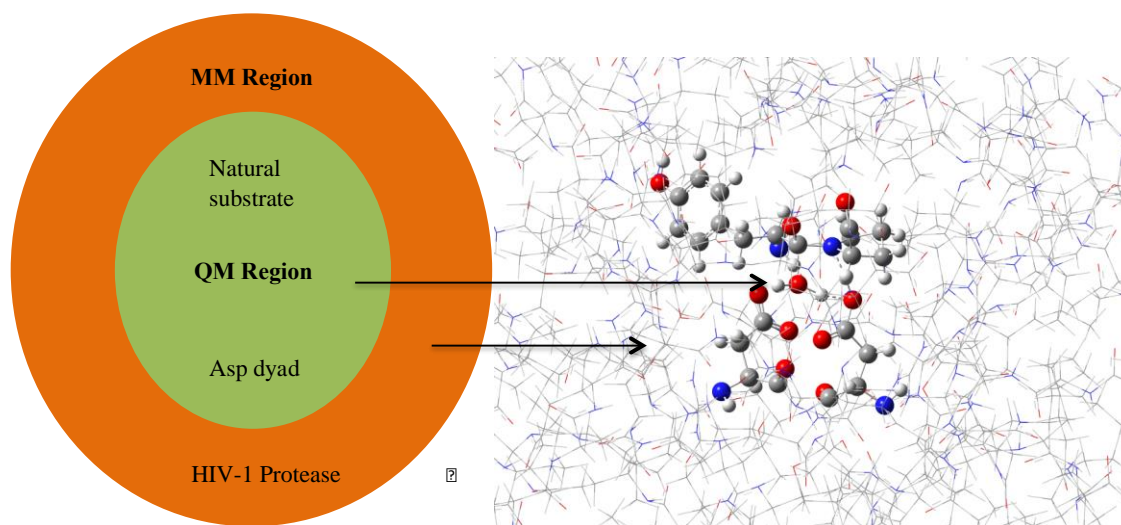 MM Region
Natural
substrate
QM Region
Asp dyad
HIV-1 Protease